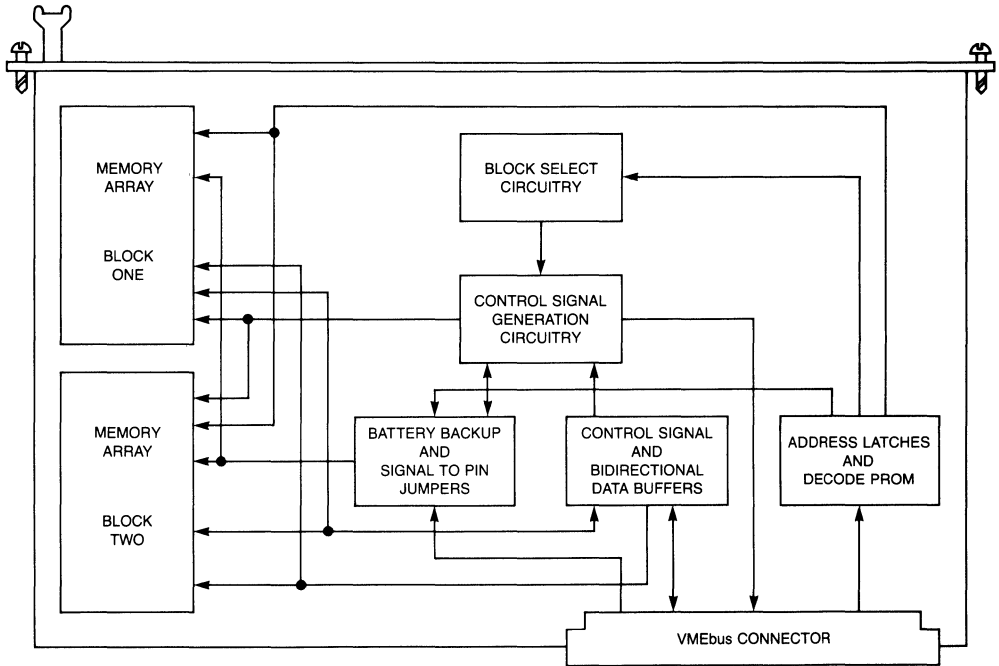 MEMORY
ARRAY
BLOCK
ONE
BLOCK SELECT
CIRCUITRY
CONTROL SIGNAL
GENERATION
CIRCUITRY
MEMORY
ARRAY
BLOCK
TWO
BATTERY BACKUP
AND
SIGNAL TO PIN
JUMPERS
CONTROL SIGNAL
AND
BIDIRECTIONAL
DATA BUFFERS
ADDRESS LATCHES
AND
DECODE PROM
VMEbus CONNECTOR